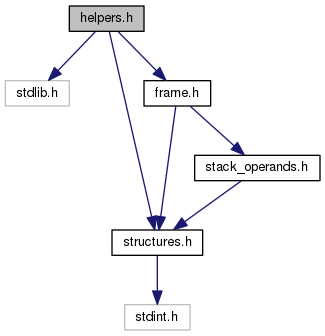 helpers.h
stdlib.h
frame.h
stack_operands.h
structures.h
stdint.h